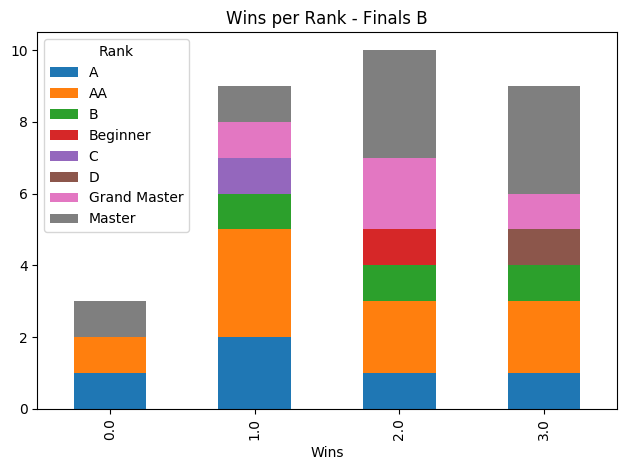 Wins per Rank - Finals B
10
8
6
4
2
0
Rank
A
AA
B
Beginner
C
D
Grand Master
Master
0.0
1.0
2.0
3.0
Wins